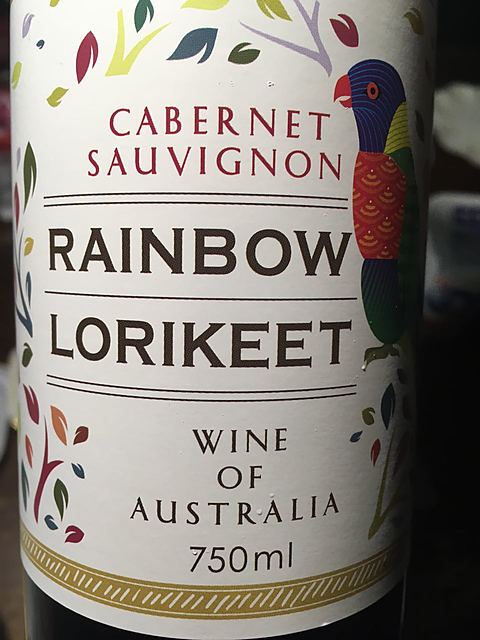 CABERNET
SAUVIGNON
RAINBOW
LORIKEET
WINE
OF
AUSTRALIA
750ml